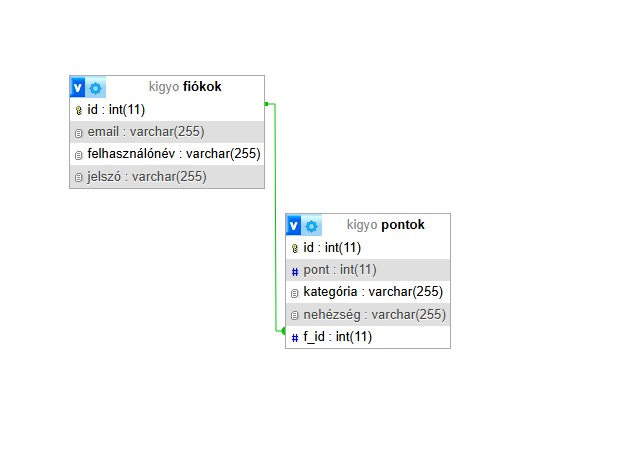 V kigyo fiókok
id : int(11)
email : varchar(255)
felhasználónév : varchar(255)
jelszó : varchar(255)
V kigyo pontok
id : int(11)
# pont : int(11)
kategória : varchar(255)
nehézség : varchar(255)
# f_id : int(11)